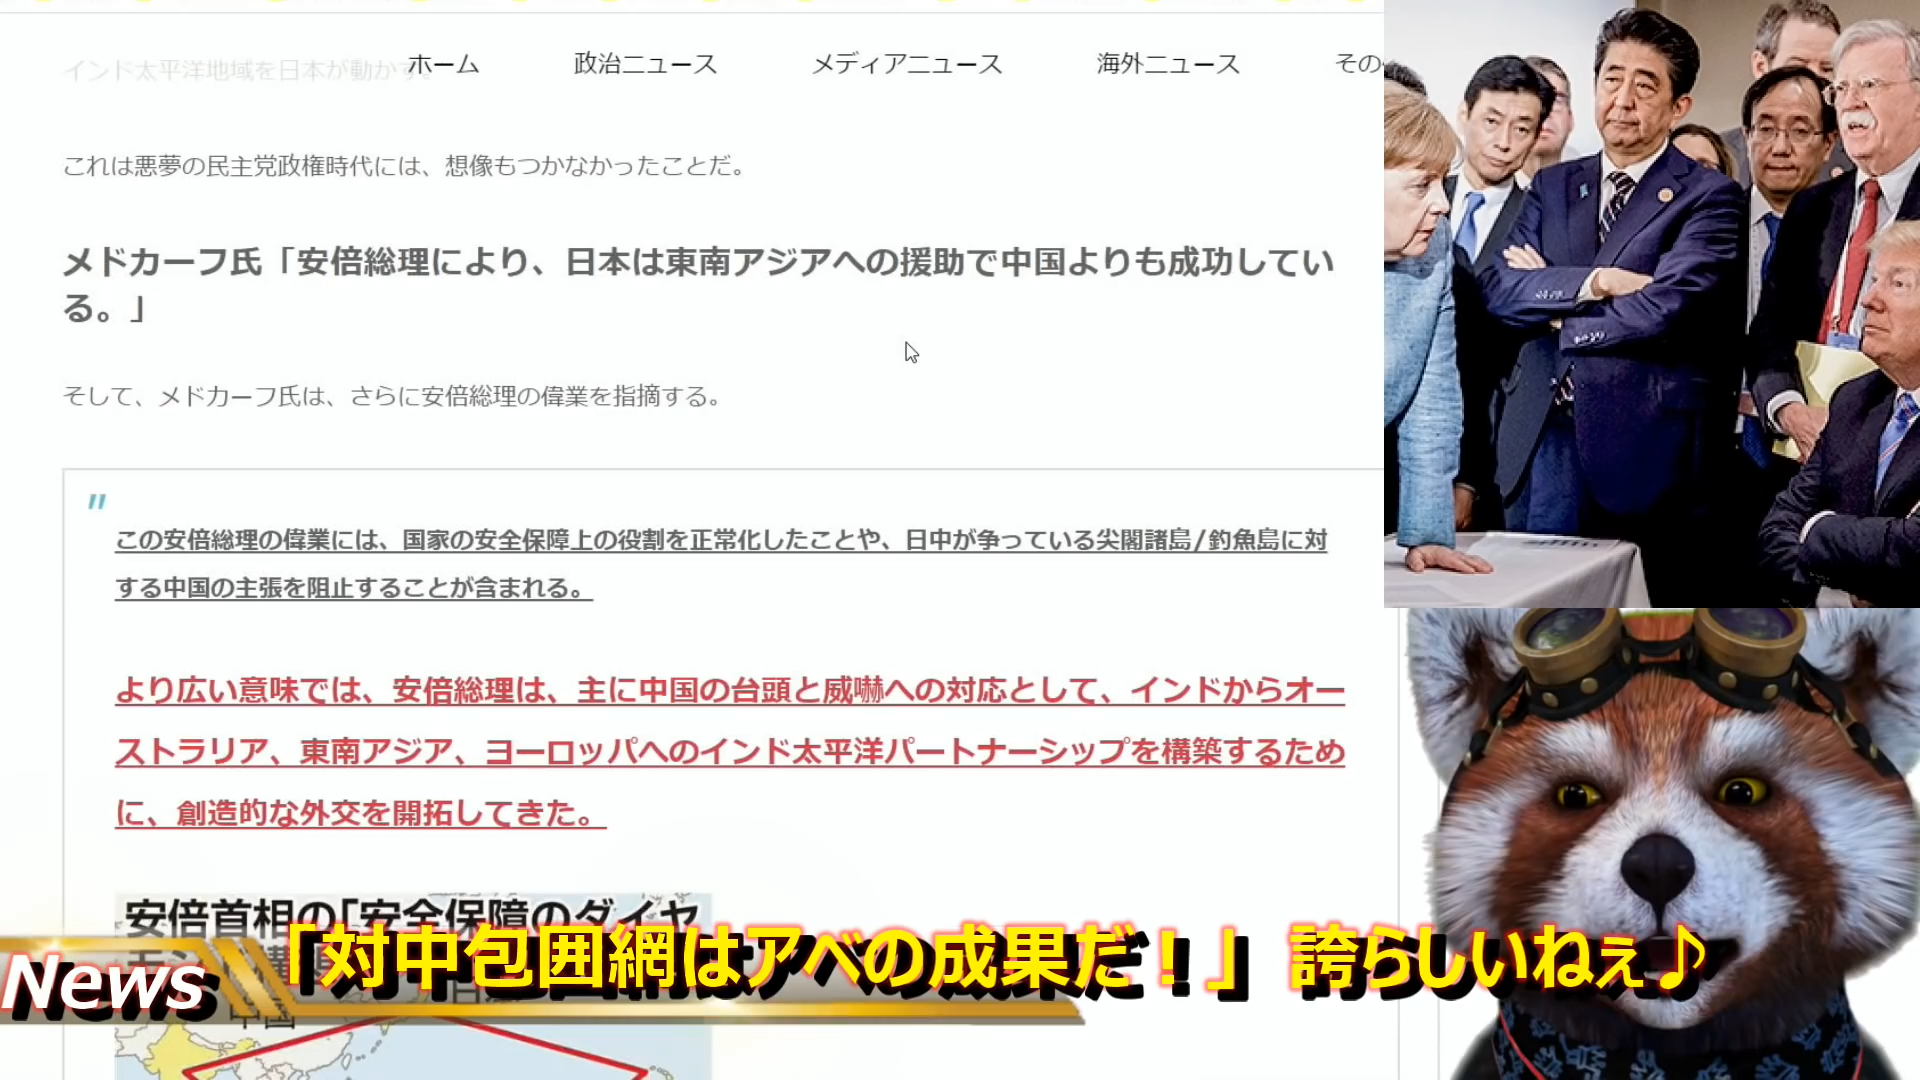 ホーム 政治ニュース メディアニュース 海外ニュース その
インド太平洋地域を日本が動かす。
これは悪夢の民主党政権時代には、想像もつかなかったことだ。
メドカーフ氏「安倍総理により、日本は東南アジアへの援助で中国よりも成功してい
る。」
そして、メドカーフ氏は、さらに安倍総理の偉業を指摘する。
"
この安倍総理の偉業には、国家の安全保障上の役割を正常化したことや、日中が争っている尖閣諸島/釣魚島に対
する中国の主張を阻止することが含まれる。
より広い意味では、安倍総理は、主に中国の台頭と威嚇への対応として、インドからオー
ストラリア、東南アジア、ヨーロッパへのインド太平洋パートナーシップを構築するため
に、創造的な外交を開拓してきた。
安倍首相の「安全保障のダイヤ
News
「対中包囲網はアベの成果だ！」誇らしいねぇ♪
中国